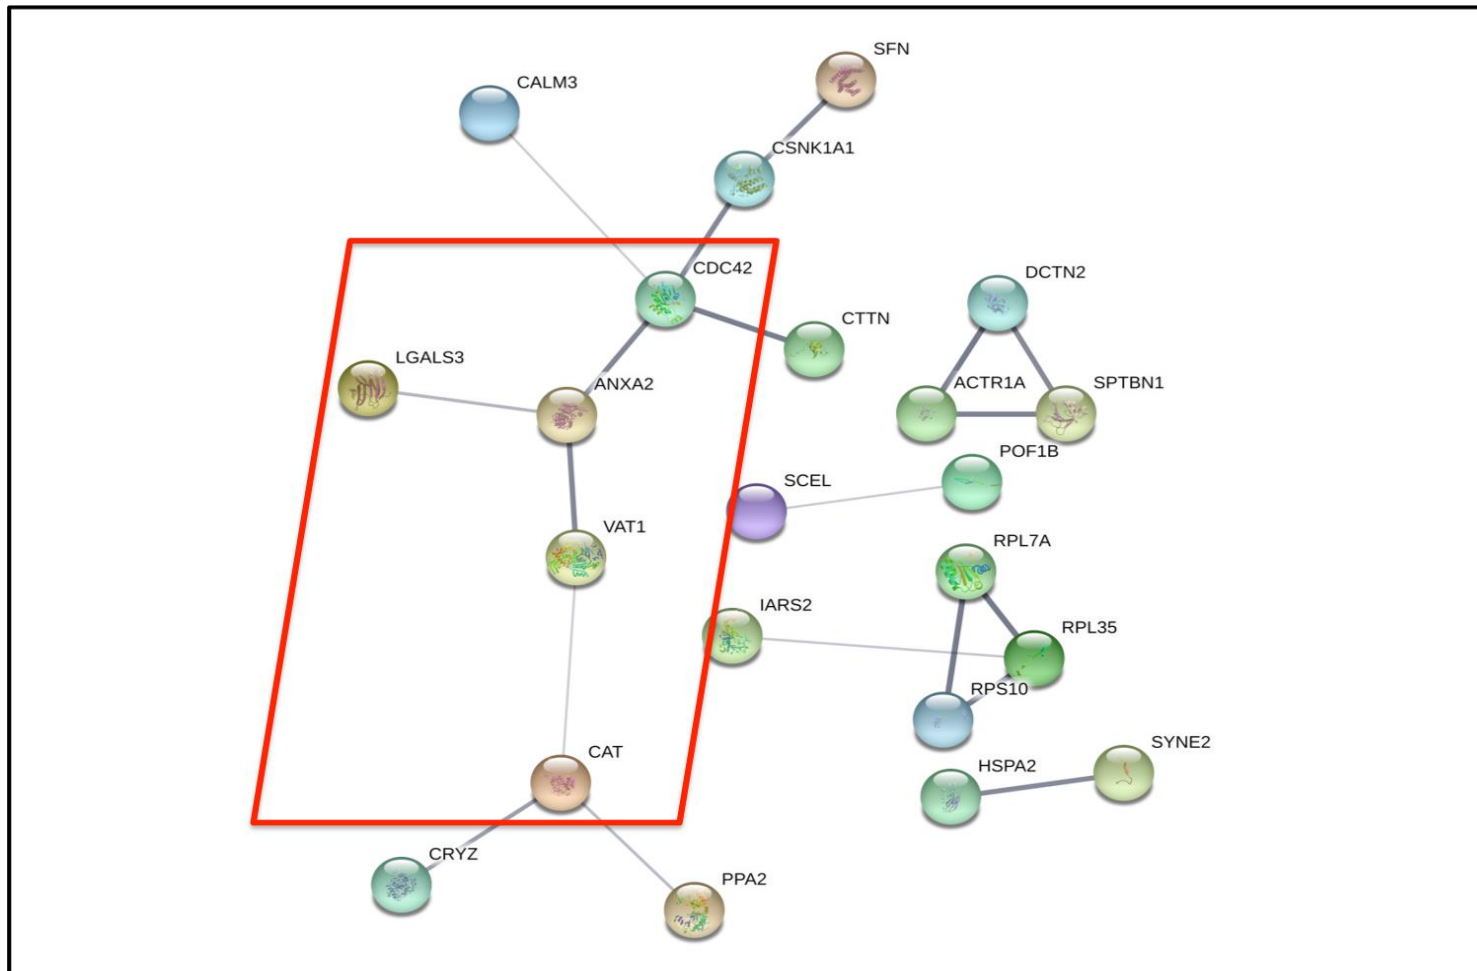 SFN
CALM3
CSNK1A1
CDC42
DCTN2
CTTN
LGALS3
ANXA2
ACTR1A
SPTBN1
POF1B
SCEL
VAT1
RPL7A
IARS2
RPL35
RPS10
CAT
SYNE2
HSPA2
CRYZ
PPA2